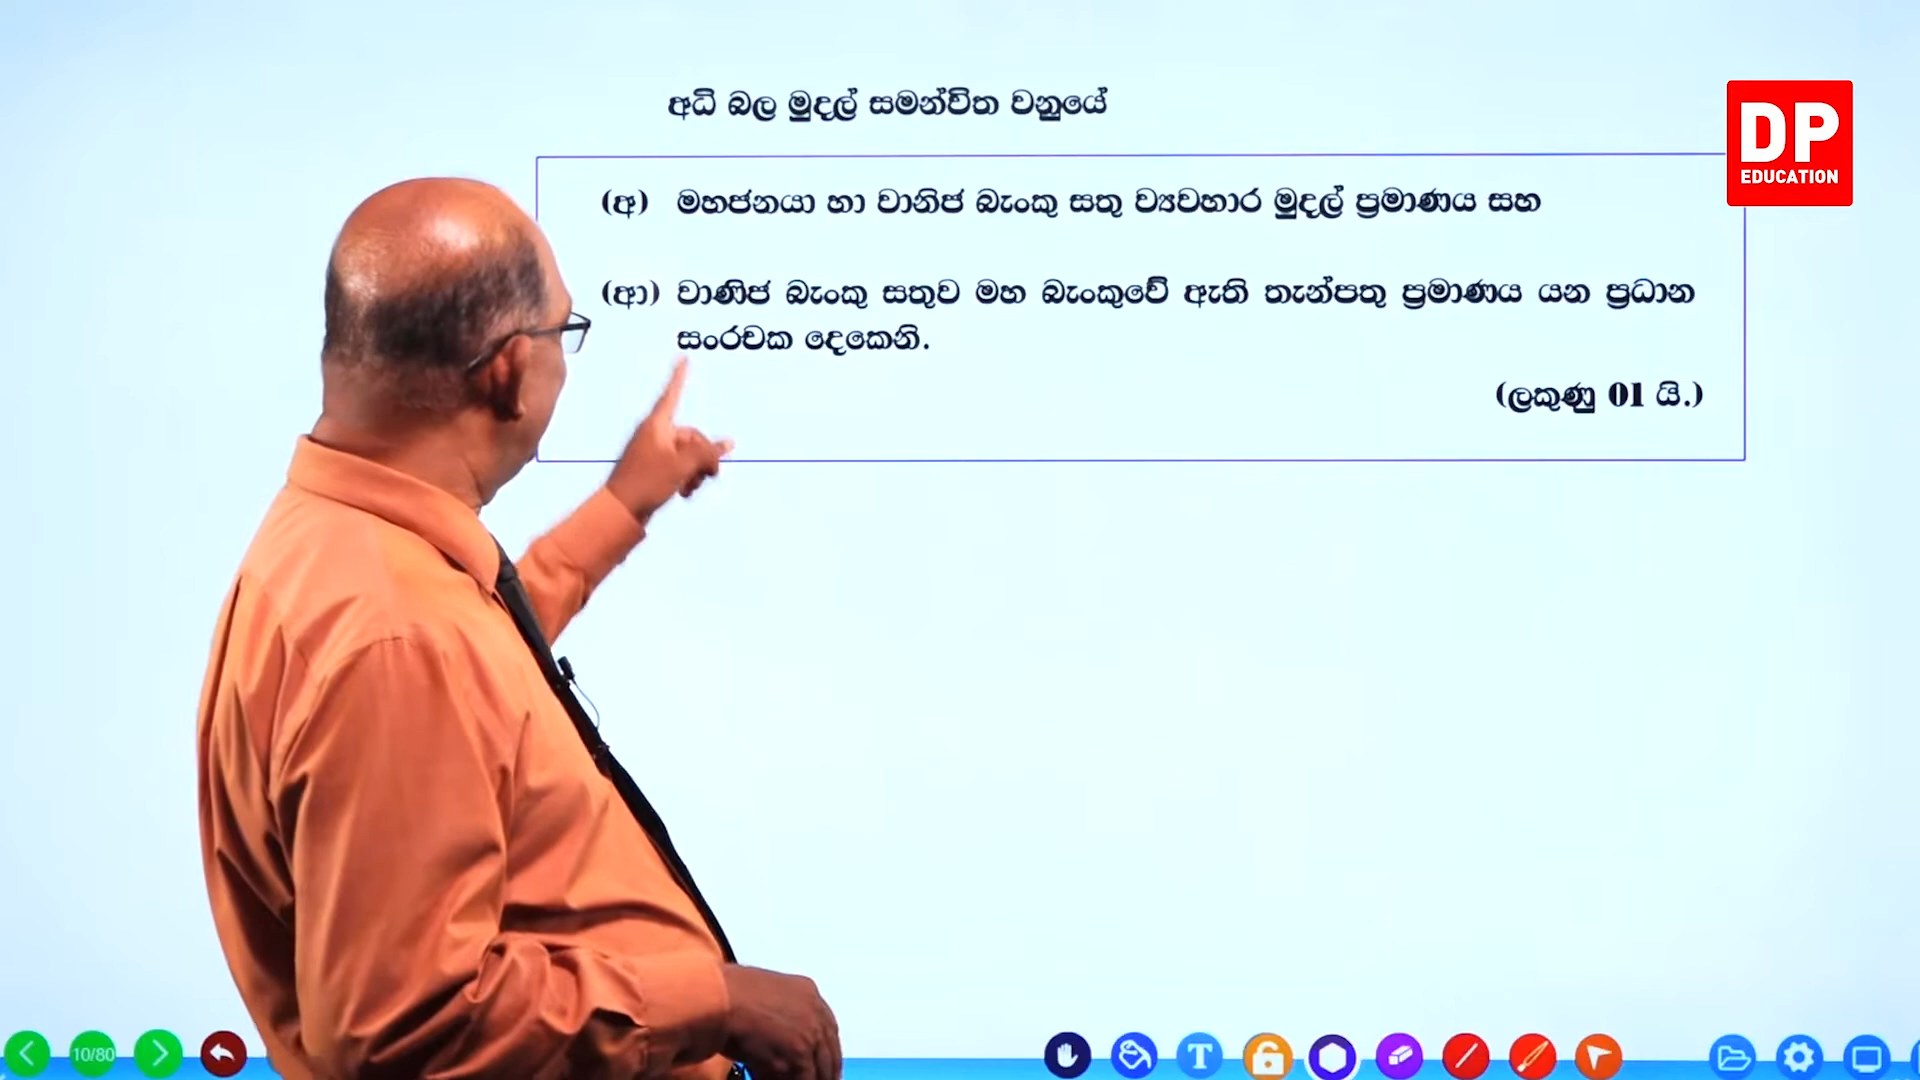 අධි බල මුදල් සමන්විත වනුයේ
DP
EDUCATION
(අ) මහජනයා හා වානිජ බැංකු සතු ව්‍යවහාර මුදල් ප්‍රමාණය සහ
(ආ) වාණිජ බැංකු සතුව මහ බැංකුවේ ඇති තැන්පතු ප්‍රමාණය යන ප්‍රධාන
සංරචක දෙකෙනි.
(ලකුණු 01 යි.)
10/80
T